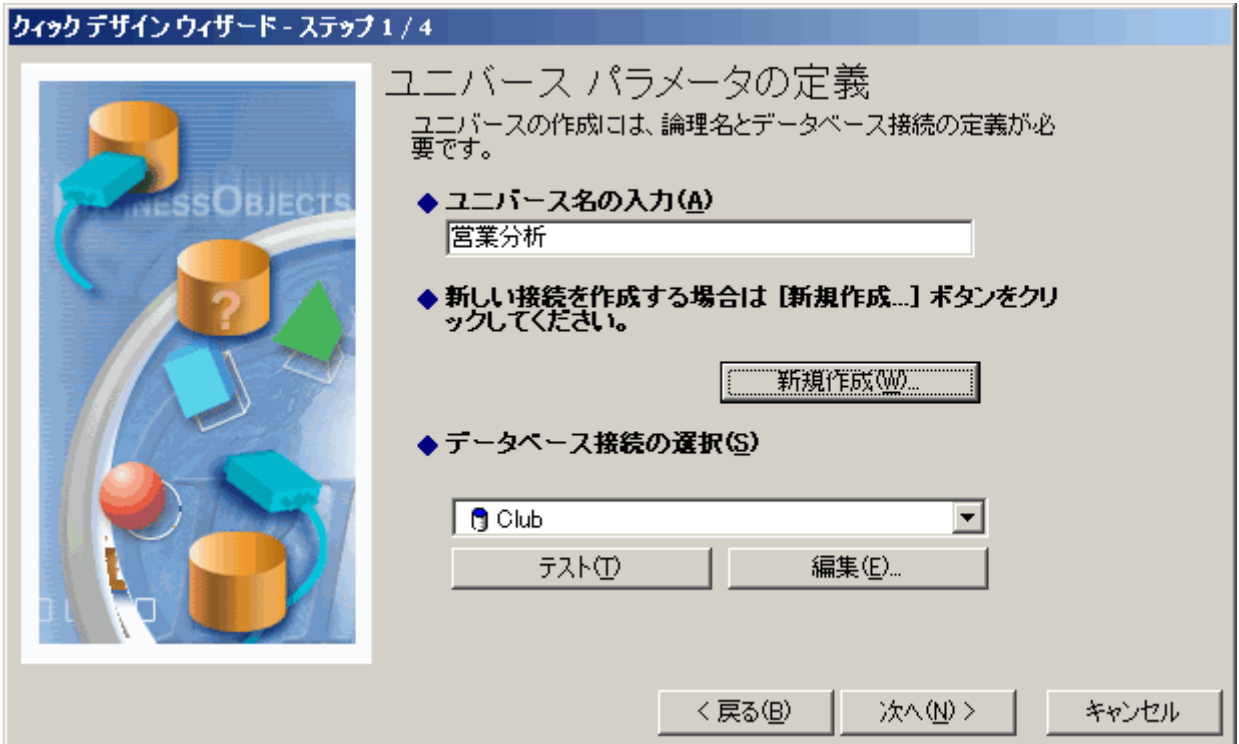 クィック デザイン ウィザード - ステップ 1 / 4
ユニバース パラメータの定義
ユニバースの作成には、論理名とデータベース接続の定義が必
要です。
NESSOBJECTS
◆ ユニバース名の入力(A)
営業分析
?
◆ 新しい接続を作成する場合は [新規作成...] ボタンをクリ
ックしてください。
新規作成(W)...
◆ データベース接続の選択(S)
Club
テスト(T) 編集(E)...
< 戻る(B) 次へ(N) > キャンセル